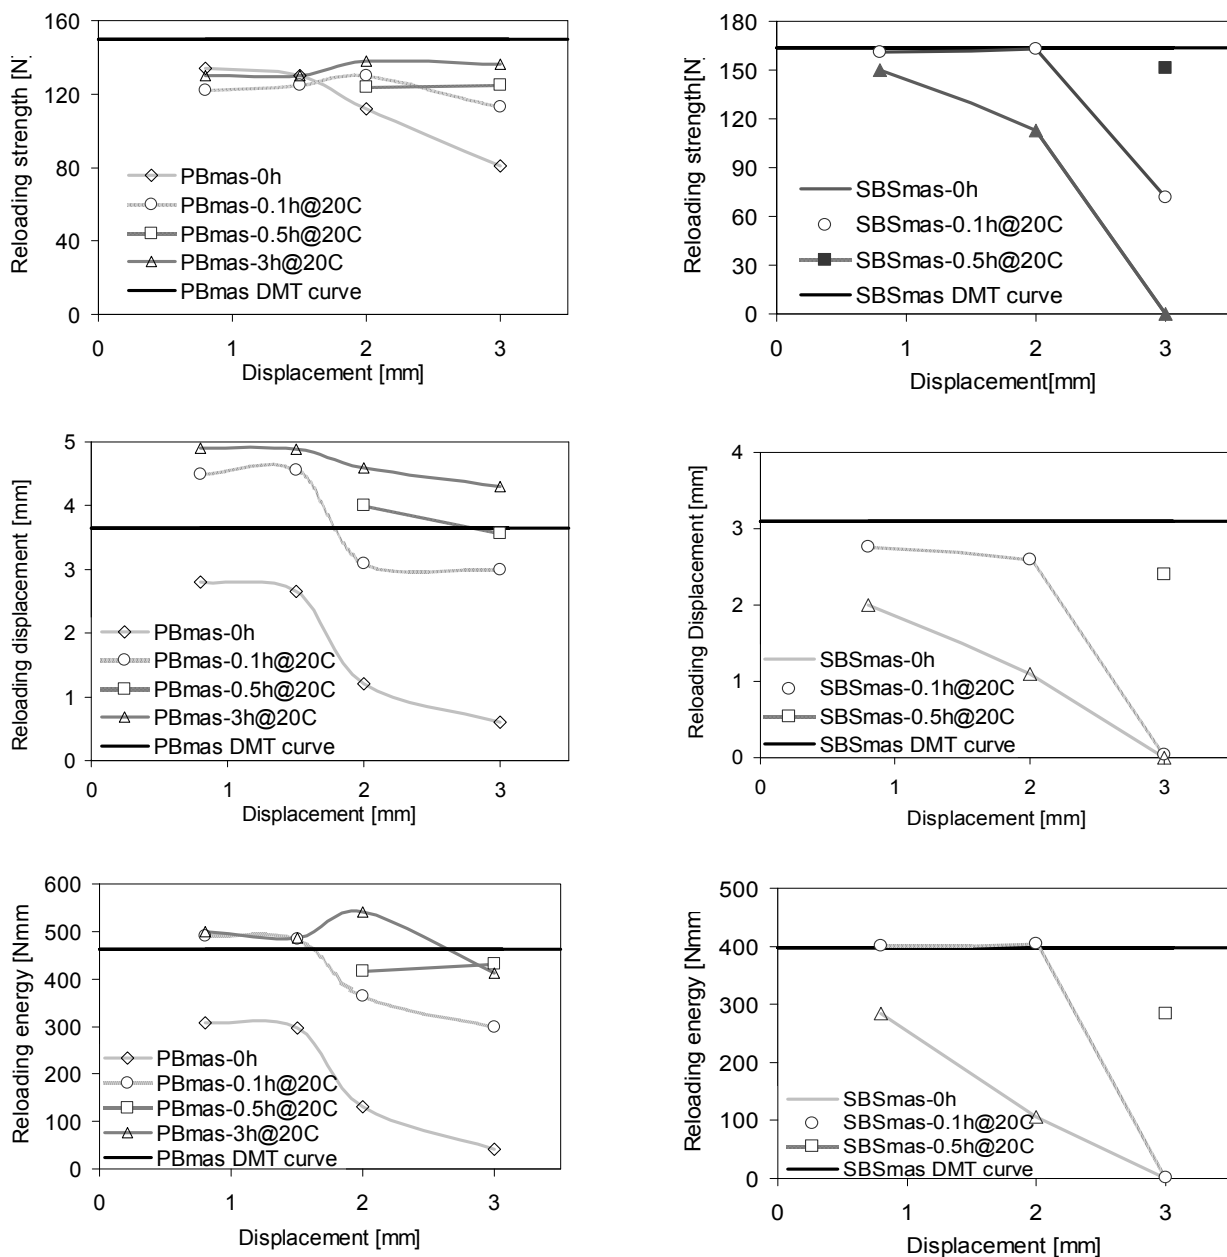 160
120
80
40
0
Reloading strength [N]
PBmas-0h
PBmas-0.1h@20C
PBmas-0.5h@20C
PBmas-3h@20C
PBmas DMT curve
0 1 2 3
Displacement [mm]
180
150
120
90
60
30
0
Reloading strength[N]
SBSmas-0h
SBSmas-0.1h@20C
SBSmas-0.5h@20C
SBSmas DMT curve
0 1 2 3
Displacement[mm]
5
4
3
2
1
0
Reloading displacement [mm]
PBmas-0h
PBmas-0.1h@20C
PBmas-0.5h@20C
PBmas-3h@20C
PBmas DMT curve
0 1 2 3
Displacement [mm]
4
3
2
1
0
Reloading Displacement [mm]
SBSmas-0h
SBSmas-0.1h@20C
SBSmas-0.5h@20C
SBSmas DMT curve
0 1 2 3
Displacement [mm]
600
500
400
300
200
100
0
Reloading energy [Nmm
PBmas-0h
PBmas-0.1h@20C
PBmas-0.5h@20C
PBmas-3h@20C
PBmas DMT curve
0 1 2 3
Displacement [mm]
500
400
300
200
100
0
Reloading energy [Nmm
SBSmas-0h
SBSmas-0.1h@20C
SBSmas-0.5h@20C
SBSmas DMT curve
0 1 2 3
Displacement [mm]